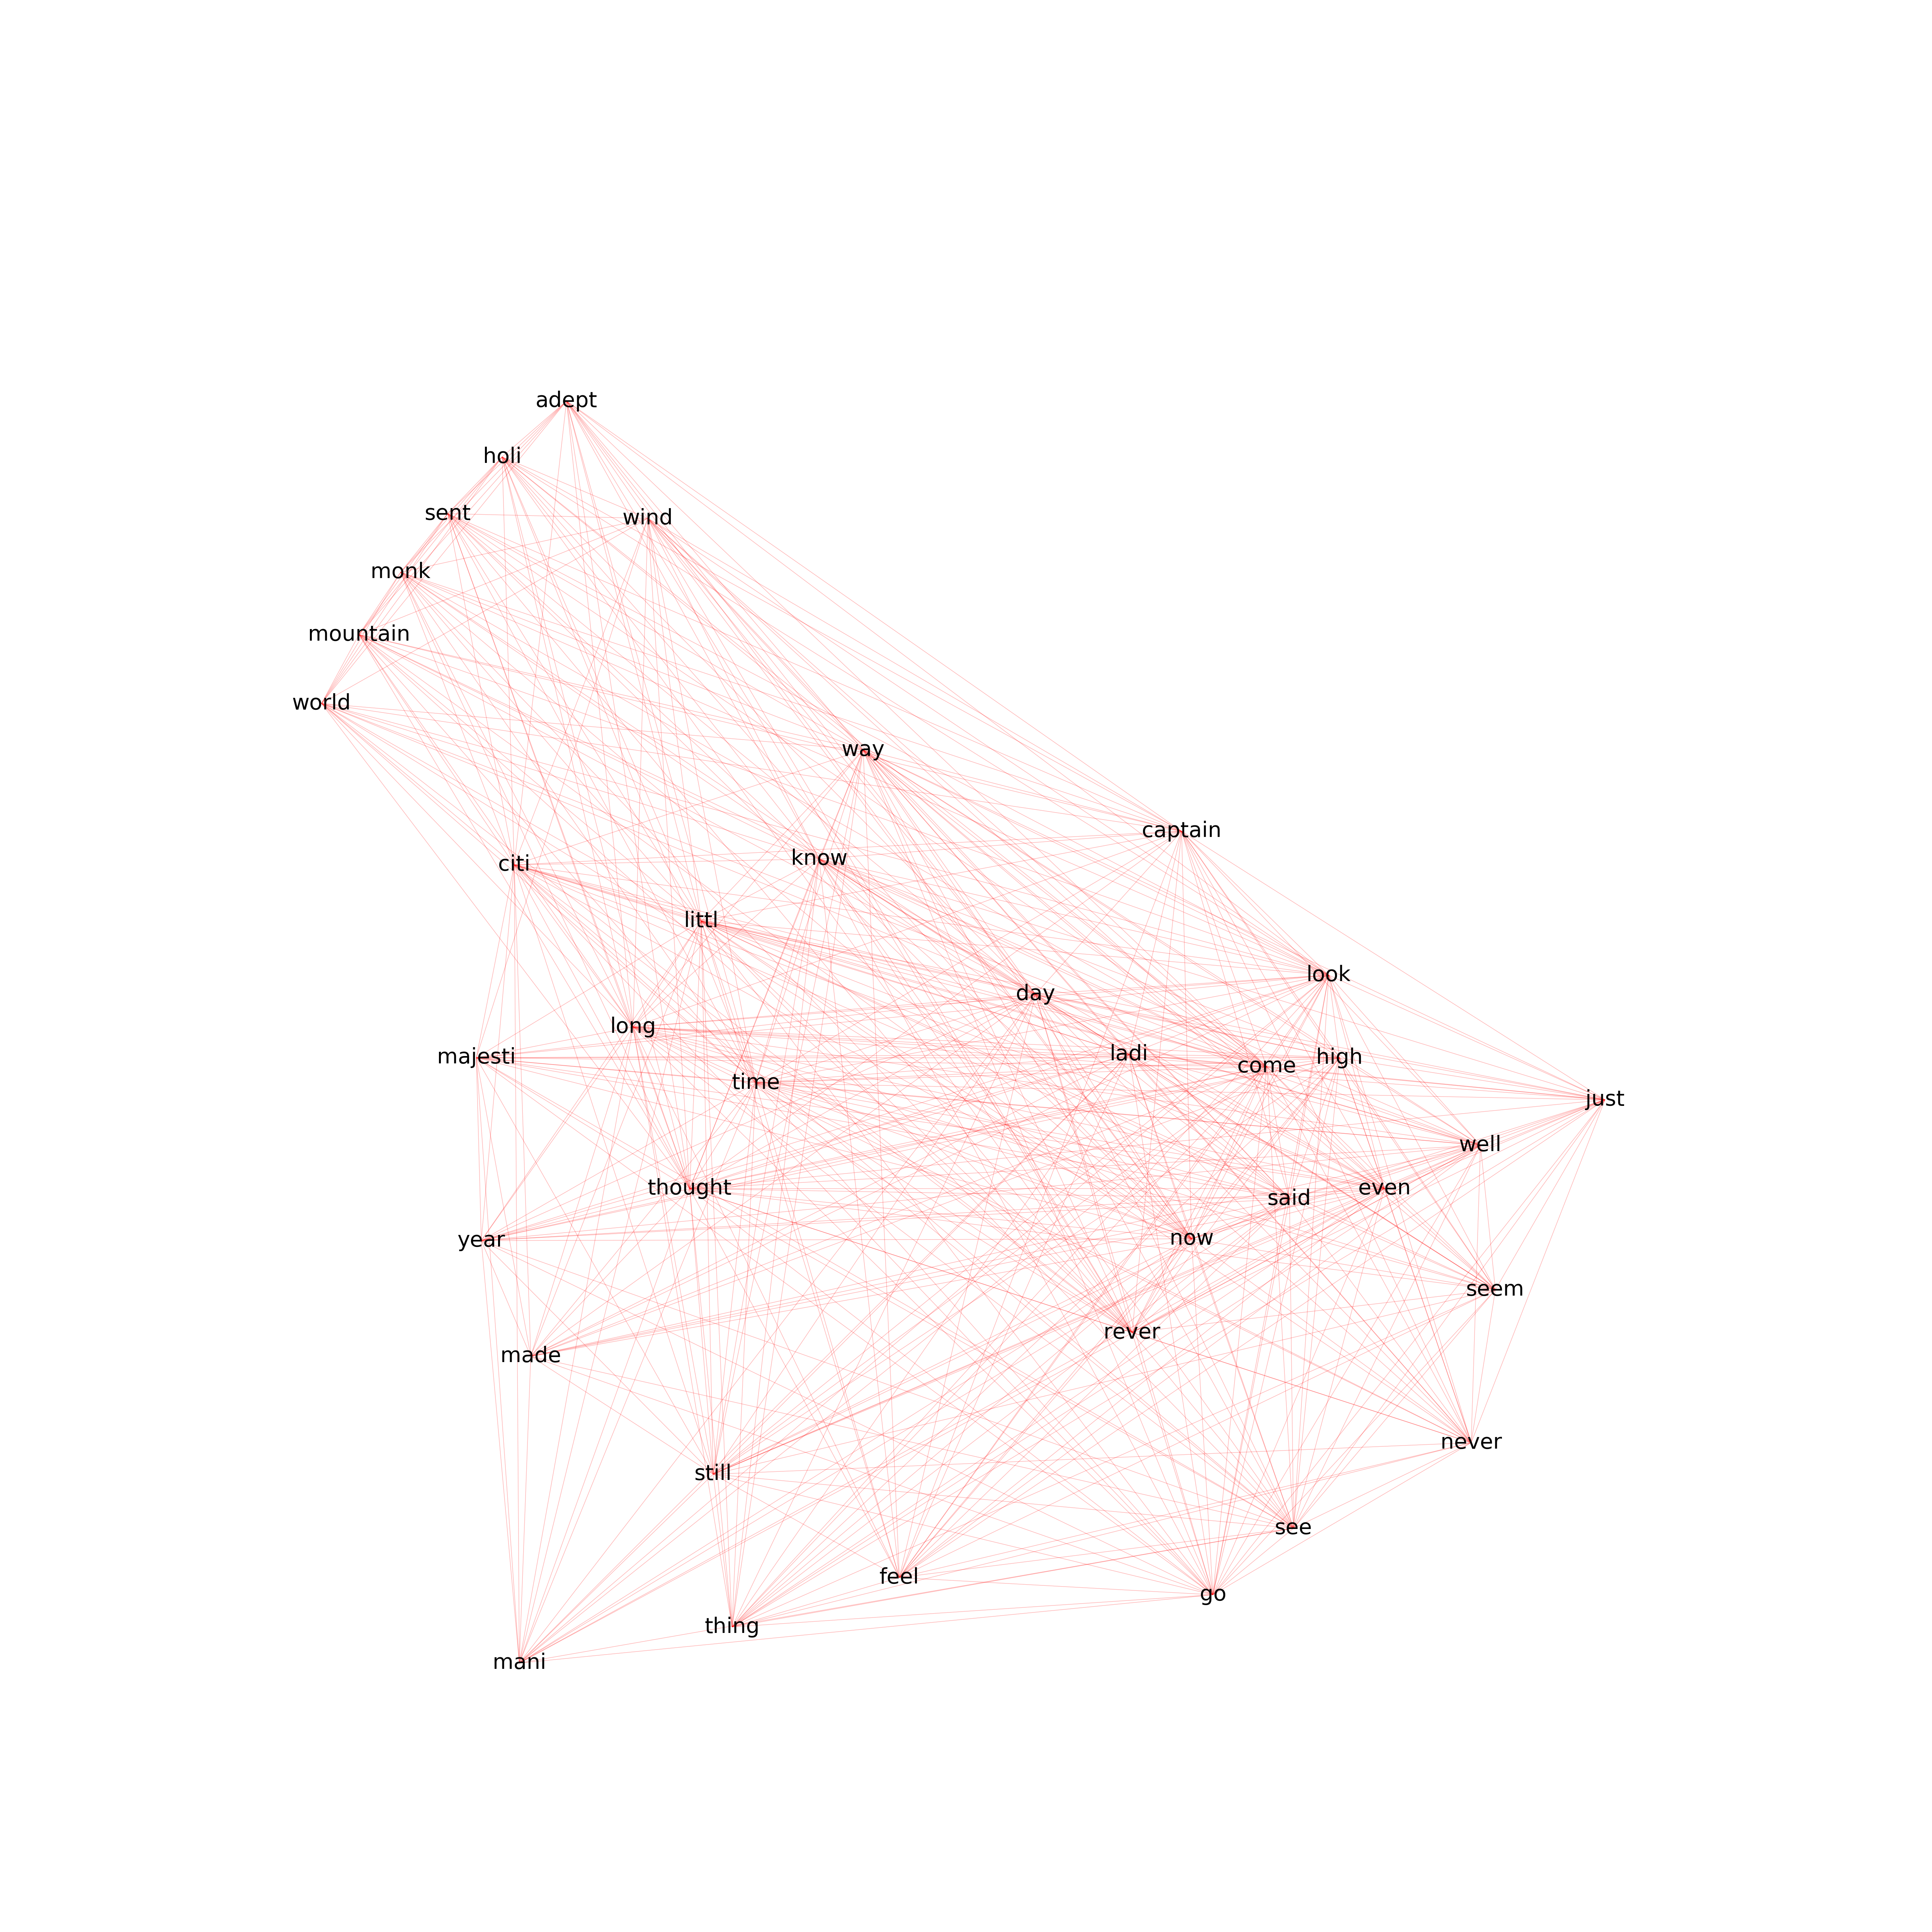 adept
holi
sent
wind
monk
mountain
world
way
captain
know
citi
littl
look
day
long
ladi
majesti
high
come
time
just
well
thought
even
said
now
year
seem
rever
made
never
still
see
feel
go
thing
mani